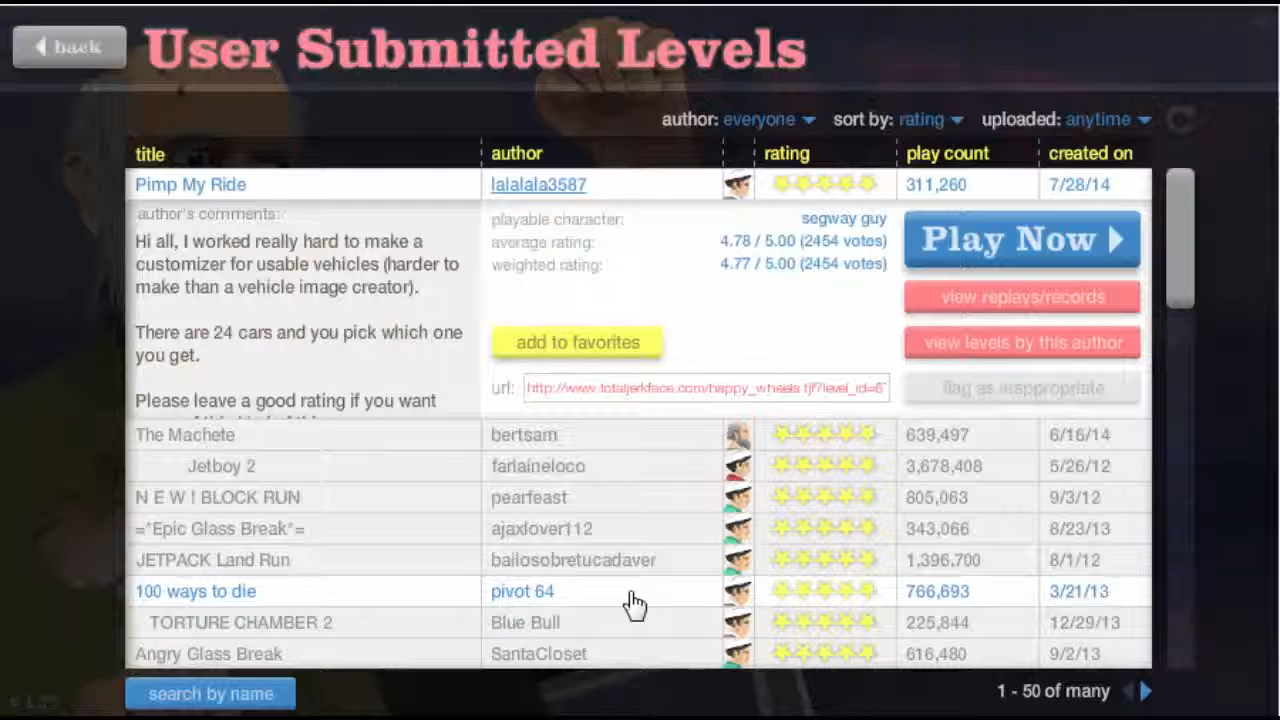 back
User Submitted Levels
author: everyone sort by: rating uploaded: anytime
title author rating play count created on
Pimp My Ride lalalala3587 311,260 7/28/14
author's comments:
Hi all, I worked really hard to make a
customizer for usable vehicles (harder to
make than a vehicle image creator).
There are 24 cars and you pick which one
you get.
Please leave a good rating if you want
playable character: segway guy
average rating: 4.78 / 5.00 (2454 votes)
weighted rating: 4.77 / 5.00 (2454 votes)
add to favorites
url: http://www.totaljerkface.com/happy_wheels.tjf?level_id=6
Play Now
view replays/records
view levels by this author
flag as inappropriate
The Machete bertsam 639,497 6/16/14
Jetboy 2 farlaineloco 3,678,408 5/26/12
N E W ! BLOCK RUN pearfeast 805,063 9/3/12
=*Epic Glass Break*= ajaxlover112 343,066 8/23/13
JETPACK Land Run bailosobretucadaver 1,396,700 8/1/12
100 ways to die pivot 64 766,693 3/21/13
TORTURE CHAMBER 2 Blue Bull 225,844 12/29/13
Angry Glass Break SantaCloset 616,480 9/2/13
search by name
1 - 50 of many